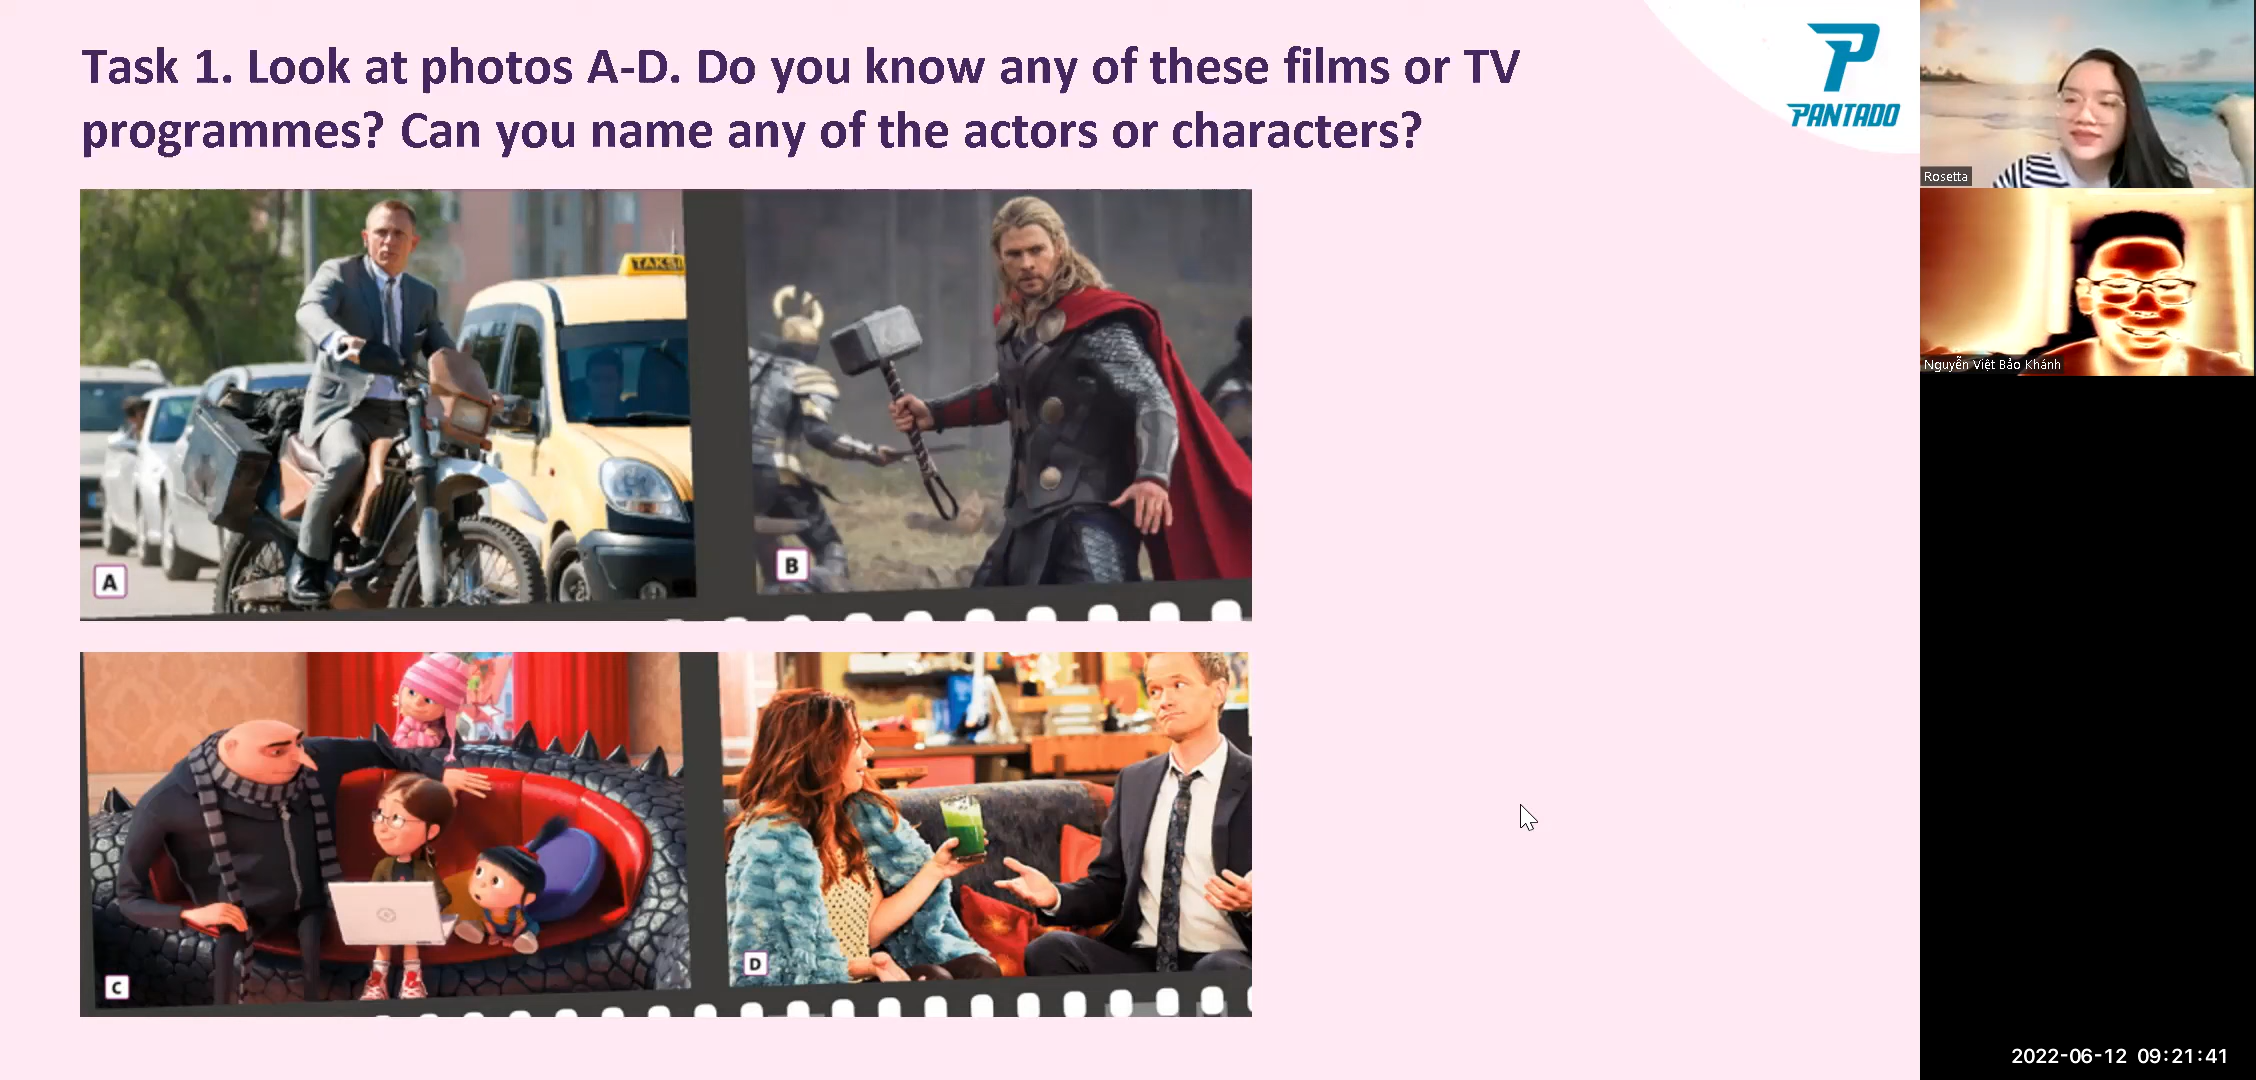 Task 1. Look at photos A-D. Do you know any of these films or TV
programmes? Can you name any of the actors or characters?
PANTADO
Rosetta
Nguyễn Việt Bảo Khánh
TAKSİ
A
B
C
D
2022-06-12 09:21:41